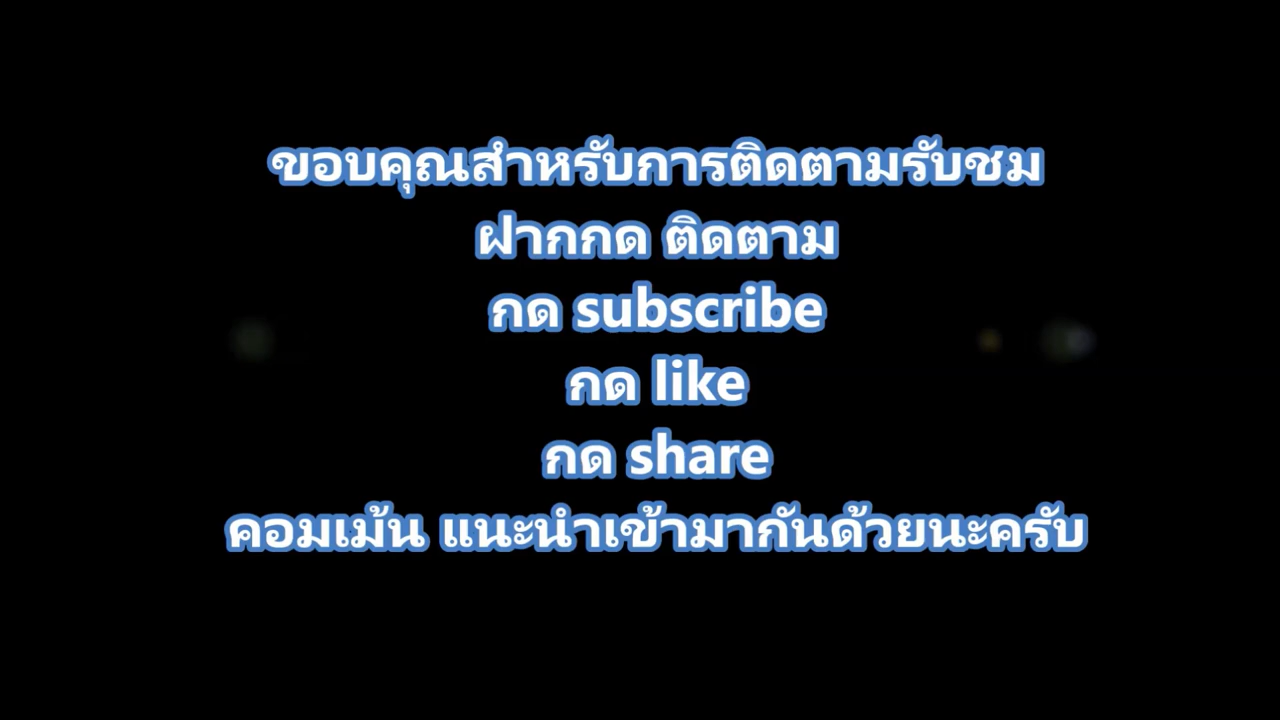 ขอบคุณสำหรับการติดตามรับชม
ฝากกด ติดตาม
กด subscribe
กด like
กด share
คอมเม้น แนะนำเข้ามากันด้วยนะครับ